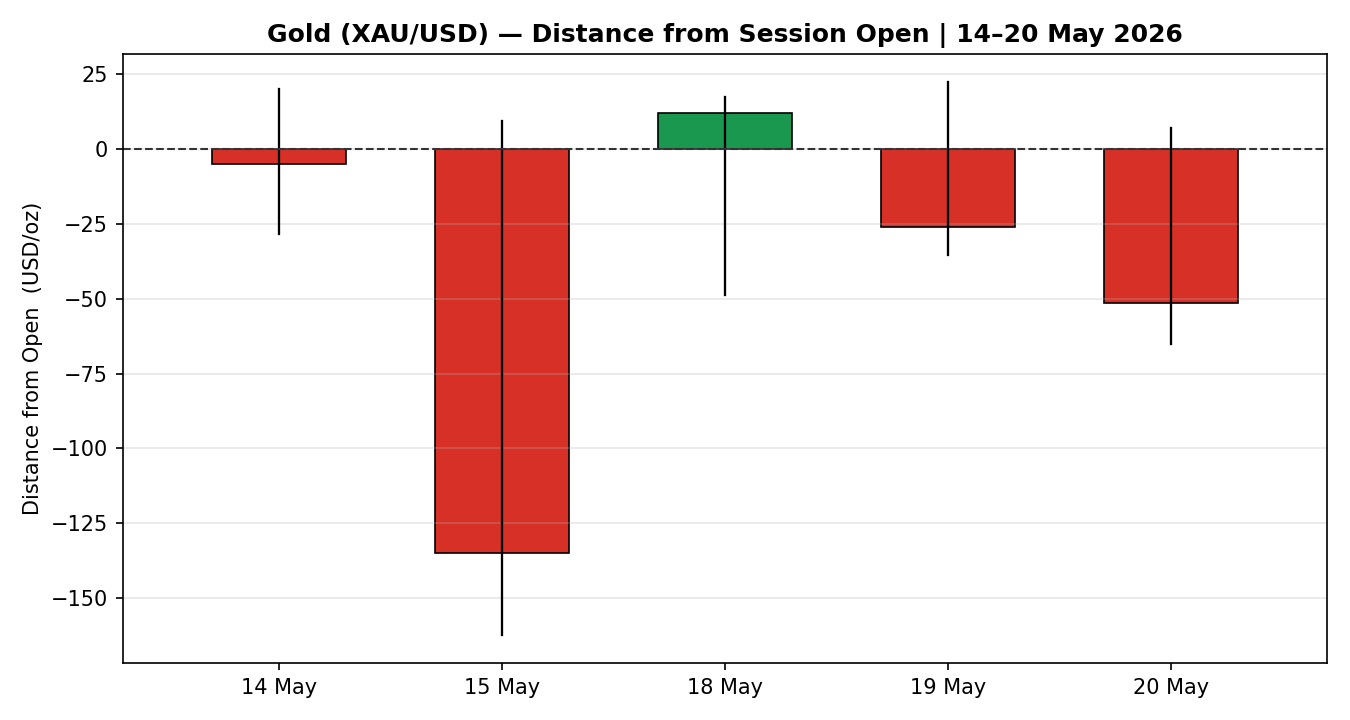 Gold (XAU/USD) — Distance from Session Open | 14–20 May 2026
Distance from Open  (USD/oz)
25
0
−25
−50
−75
−100
−125
−150
14 May
15 May
18 May
19 May
20 May